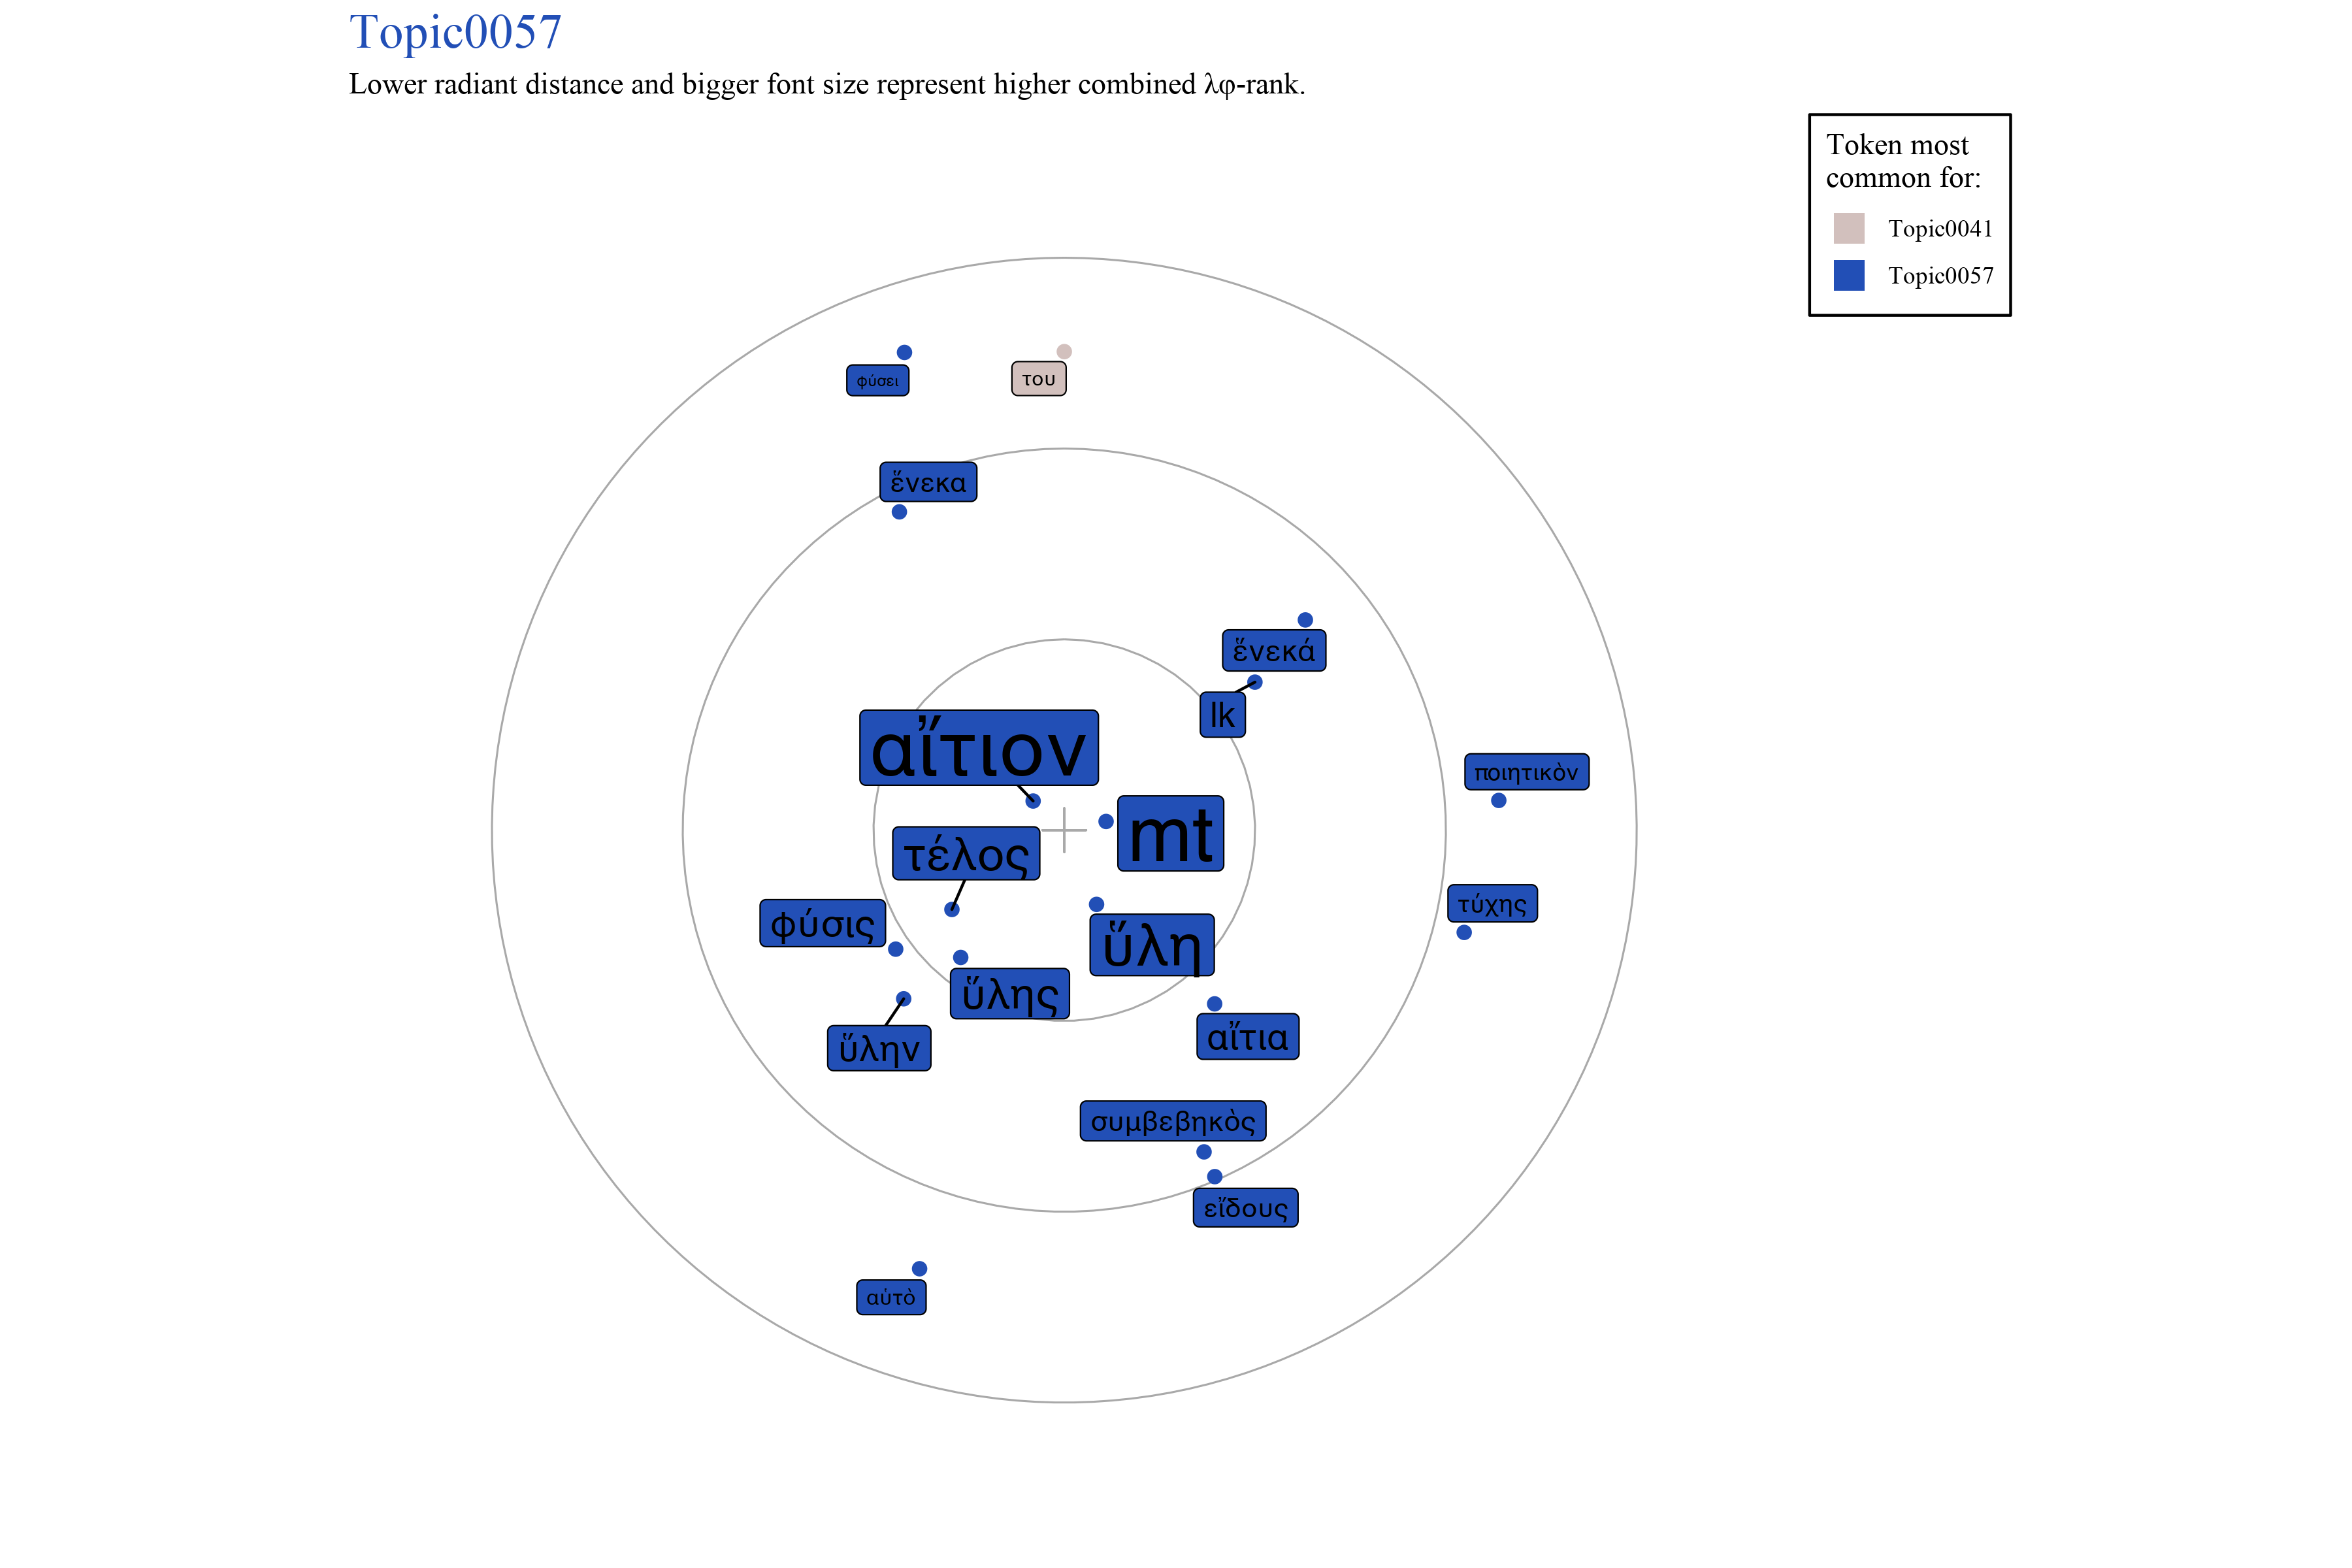 Topic0057
Lower radiant distance and bigger font size represent higher combined λφ-rank.
Token most
common for:
Topic0041
Topic0057
φύσει
του
ἕνεκα
ἕνεκά
lk
αἴτιον
ποιητικὸν
mt
τέλος
τύχης
φύσις
ὕλη
ὕλης
αἴτια
ὕλην
συμβεβηκὸς
εἴδους
αὐτὸ